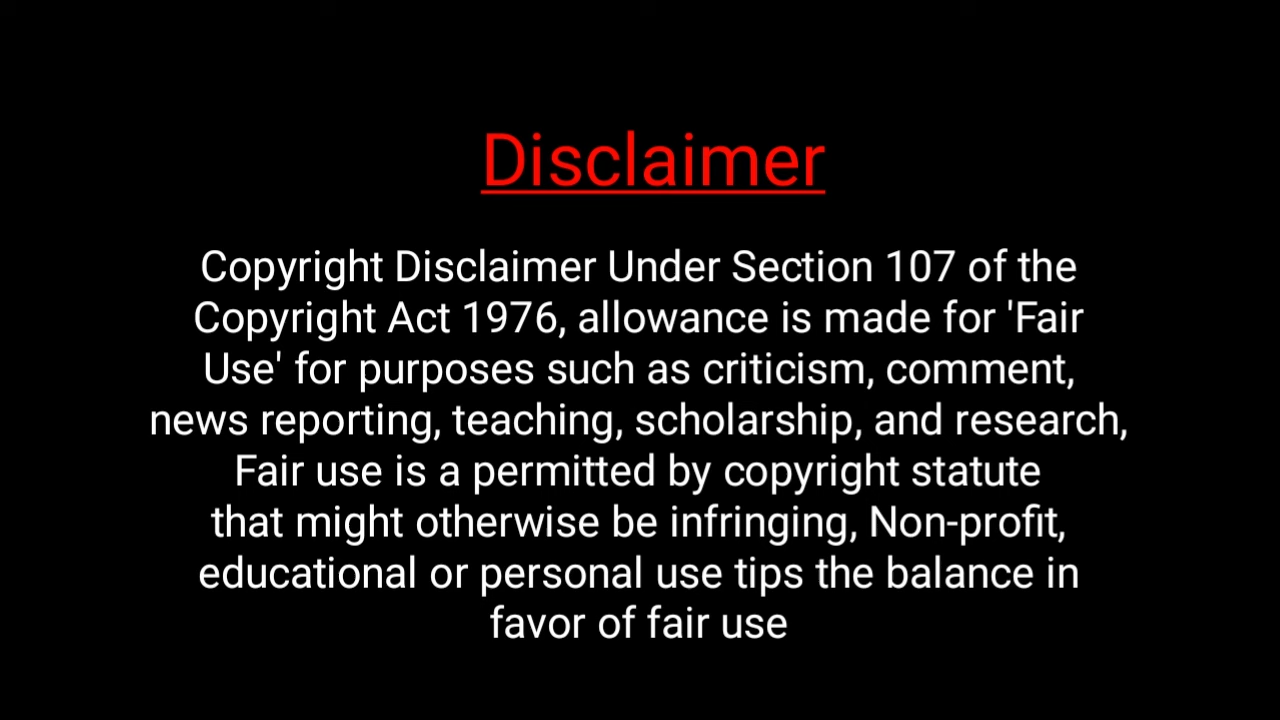 Disclaimer
Copyright Disclaimer Under Section 107 of the
Copyright Act 1976, allowance is made for 'Fair
Use' for purposes such as criticism, comment,
news reporting, teaching, scholarship, and research,
Fair use is a permitted by copyright statute
that might otherwise be infringing, Non-profit,
educational or personal use tips the balance in
favor of fair use